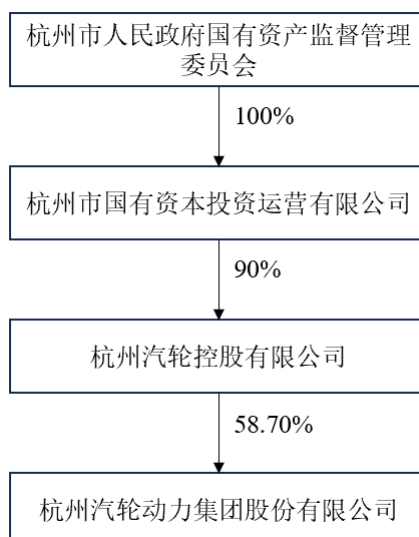 杭州市人民政府国有资产监督管理
委员会
100%
杭州市国有资本投资运营有限公司
90%
杭州汽轮控股有限公司
58.70%
杭州汽轮动力集团股份有限公司